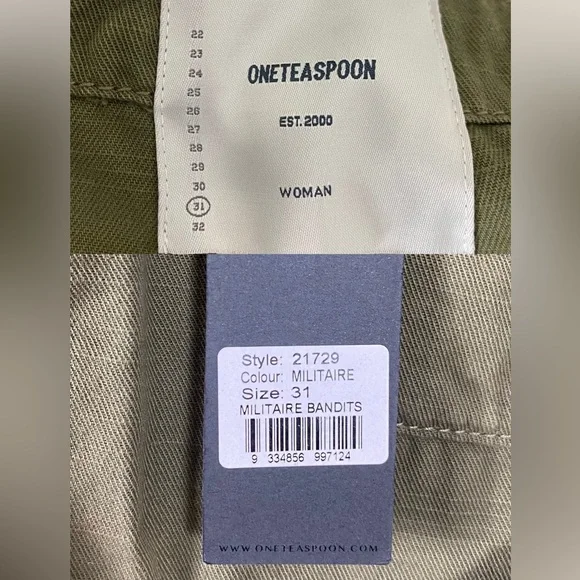 22
23
24
25
26
27
28
29
30
31
32
ONETEASPOON
EST. 2000
WOMAN
Style: 21729
Colour: MILITAIRE
Size: 31
MILITAIRE BANDITS
9 334856 997124
WWW.ONETEASPOON.COM